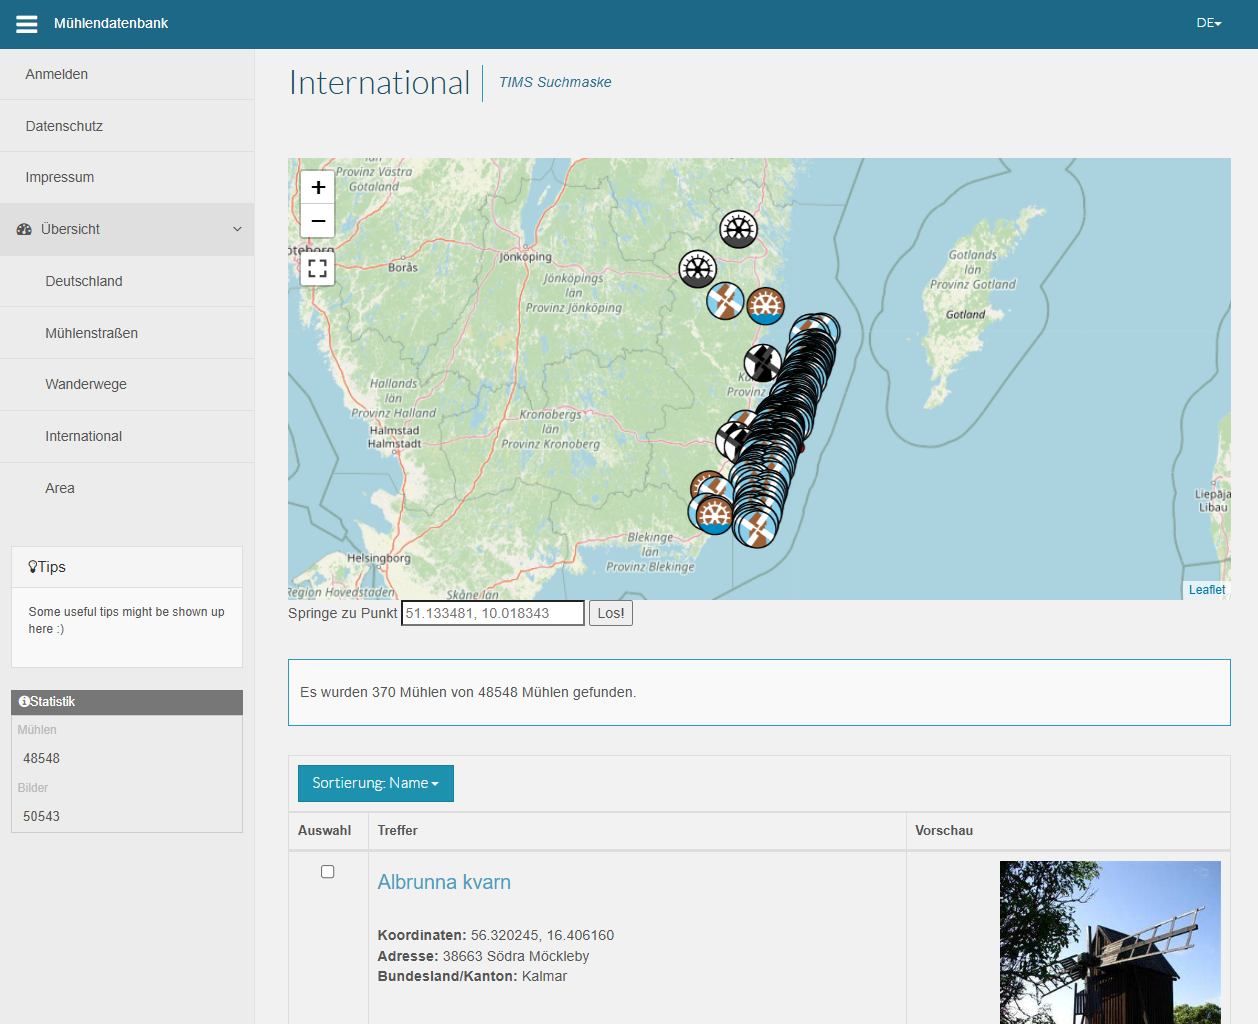 Mühlendatenbank
DE
Anmelden
Datenschutz
Impressum
Übersicht
Deutschland
Mühlenstraßen
Wanderwege
International
Area
Tips
Some useful tips might be shown up
here :)
Statistik
Mühlen
48548
Bilder
50543
International
TIMS Suchmaske
+
−
län
Provinz Västra
Götaland
Göteborg
Borås
Jönköping
Jönköpings
län
Provinz Jönköping
Gotlands
län
Provinz Gotland
Gotland
Hallands
län
Provinz Halland
Halmstad
Halmstadt
Kronobergs
län
Provinz Kronoberg
Provinz
Blekinge
län
Provinz Blekinge
Helsingborg
Region Hovedstaden
Skåne län
Liepāja
Libau
Leaflet
Springe zu Punkt 51.133481, 10.018343 Los!
Es wurden 370 Mühlen von 48548 Mühlen gefunden.
Sortierung: Name
Auswahl Treffer Vorschau
Albrunna kvarn
Koordinaten: 56.320245, 16.406160
Adresse: 38663 Södra Möckleby
Bundesland/Kanton: Kalmar